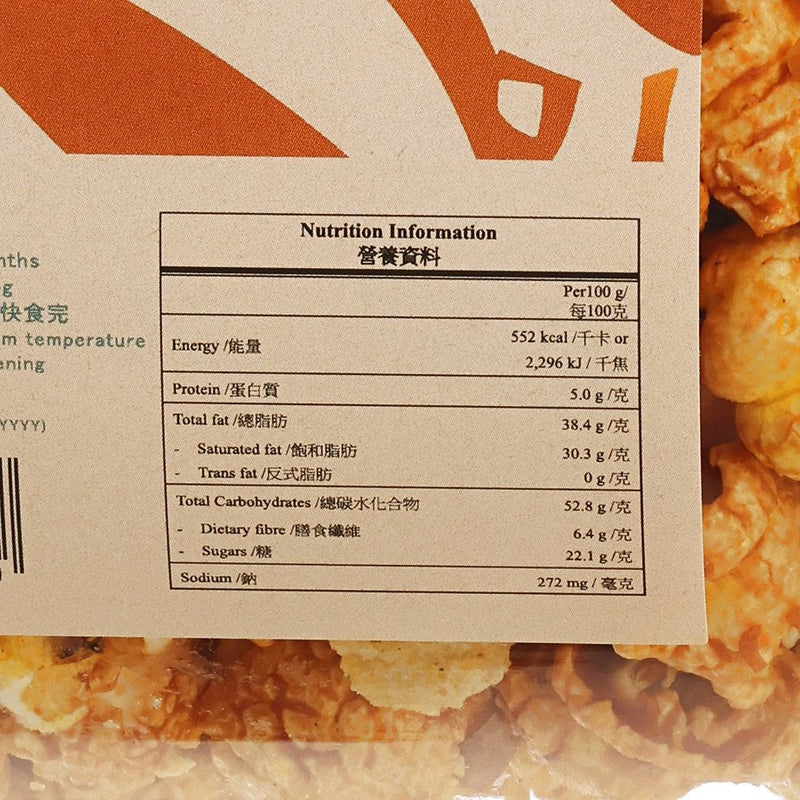 Nutrition Information
營養資料
Per100 g/
每100克
Energy /能量
552 kcal /千卡 or
2,296 kJ / 千焦
Protein /蛋白質 5.0 g /克
Total fat /總脂肪 38.4 g /克
- Saturated fat /飽和脂肪 30.3 g /克
- Trans fat /反式脂肪 0 g /克
Total Carbohydrates /總碳水化合物 52.8 g /克
- Dietary fibre /膳食纖維 6.4 g /克
- Sugars /糖 22.1 g /克
Sodium /鈉 272 mg / 毫克
nths
g
快食完
m temperature
ening
YYYY)